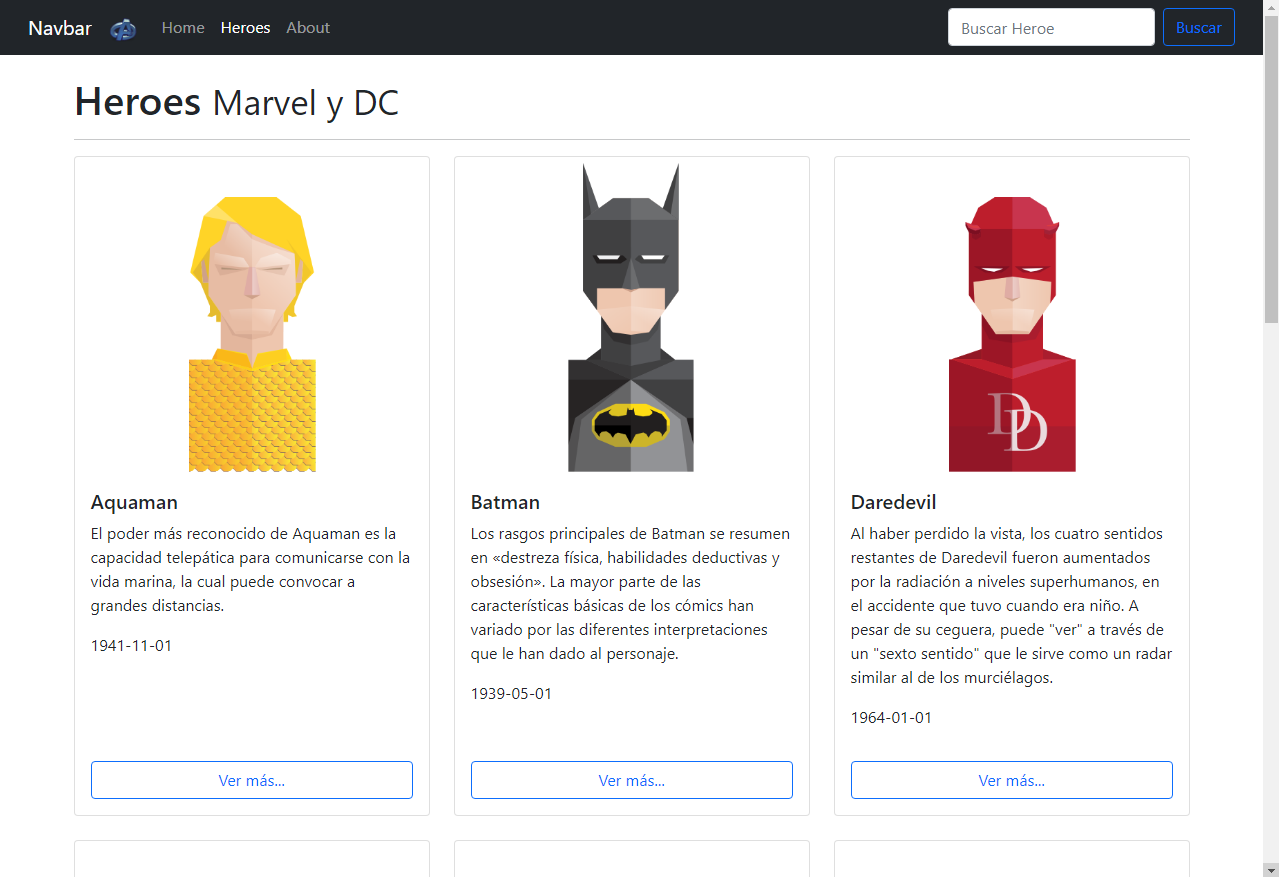 Navbar Home Heroes About Buscar Heroe Buscar
Heroes Marvel y DC
DD
Aquaman
El poder más reconocido de Aquaman es la
capacidad telepática para comunicarse con la
vida marina, la cual puede convocar a
grandes distancias.
1941-11-01
Ver más...
Batman
Los rasgos principales de Batman se resumen
en «destreza física, habilidades deductivas y
obsesión». La mayor parte de las
características básicas de los cómics han
variado por las diferentes interpretaciones
que le han dado al personaje.
1939-05-01
Ver más...
Daredevil
Al haber perdido la vista, los cuatro sentidos
restantes de Daredevil fueron aumentados
por la radiación a niveles superhumanos, en
el accidente que tuvo cuando era niño. A
pesar de su ceguera, puede "ver" a través de
un "sexto sentido" que le sirve como un radar
similar al de los murciélagos.
1964-01-01
Ver más...